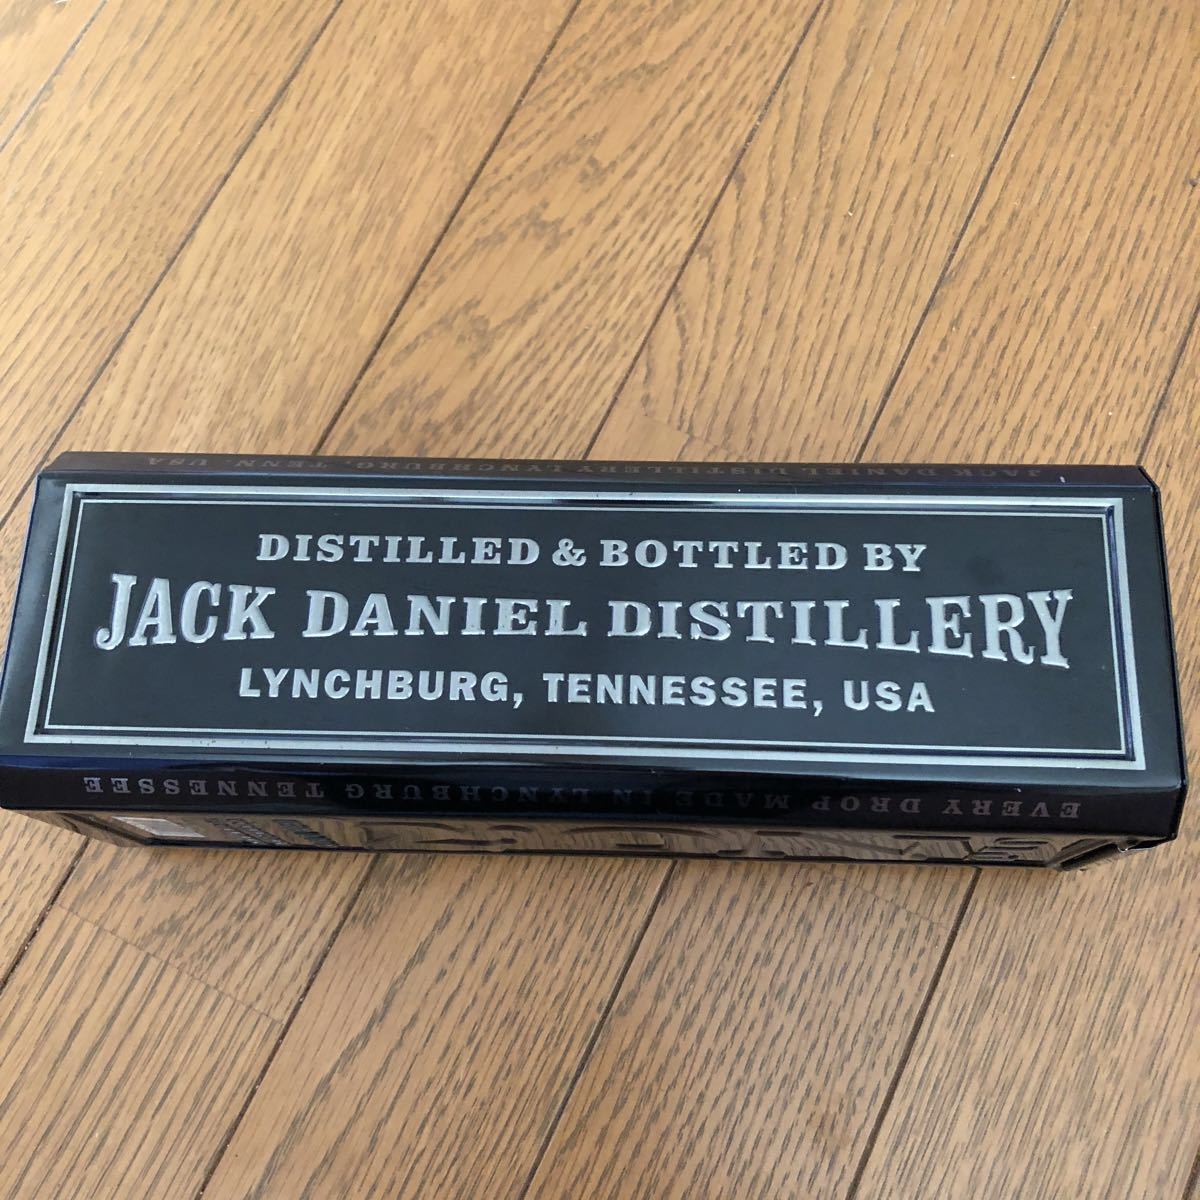 JACK DANIEL DISTILLERY LYNCHBURG, TENN USA
DISTILLED & BOTTLED BY
JACK DANIEL DISTILLERY
LYNCHBURG, TENNESSEE, USA
EVERY DROP MADE IN LYNCHBURG TENNESSEE